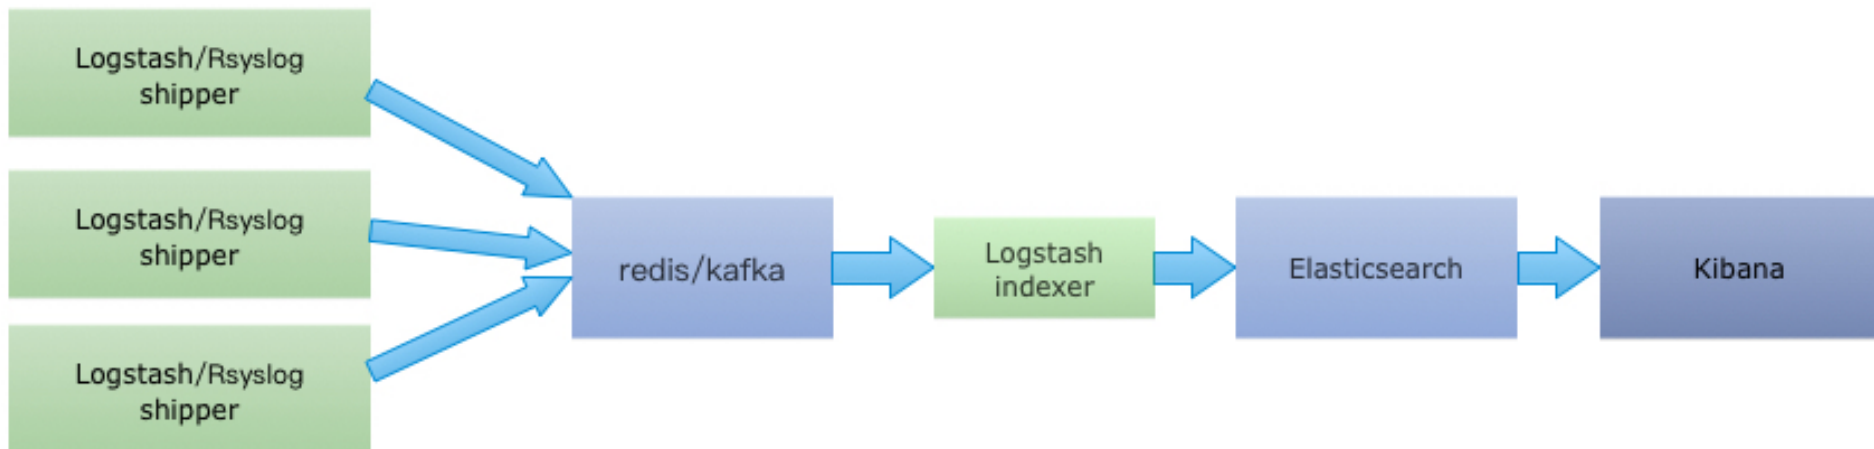 Logstash/Rsyslog
shipper
Logstash/Rsyslog
shipper
Logstash/Rsyslog
shipper
redis/kafka
Logstash
indexer
Elasticsearch
Kibana